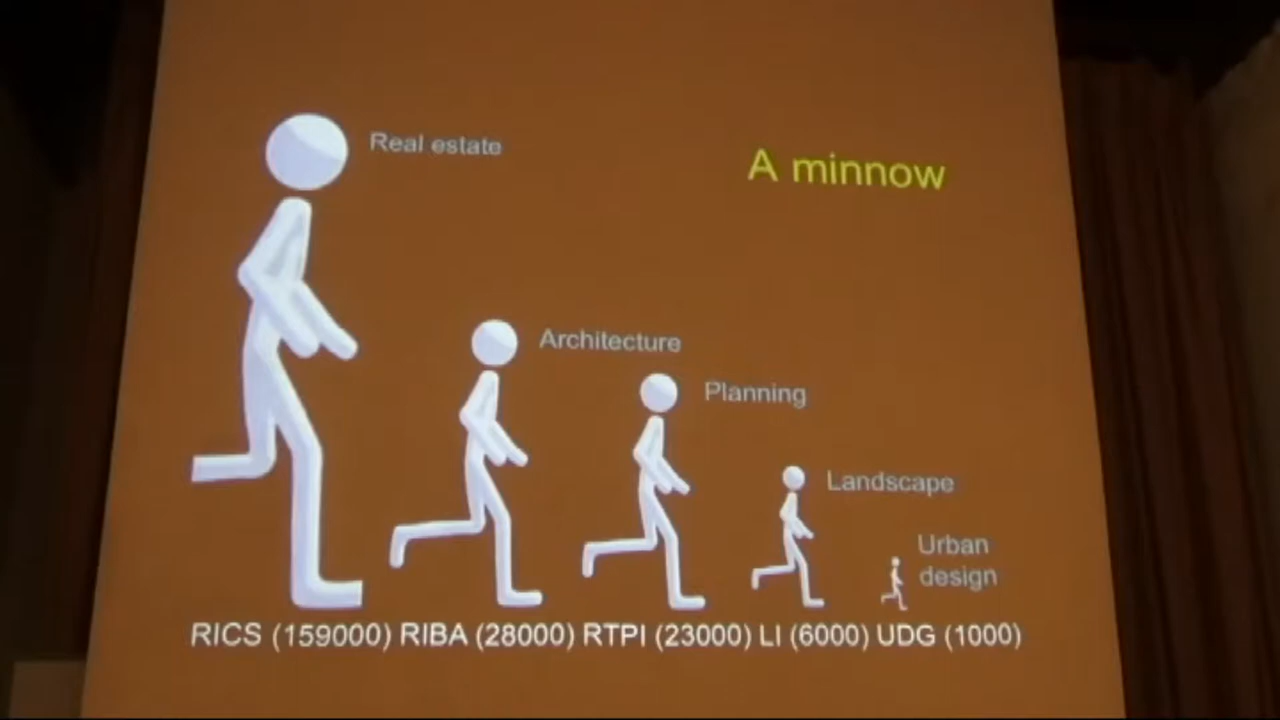 Real estate
A minnow
Architecture
Planning
Landscape
Urban
design
RICS (159000) RIBA (28000) RTPI (23000) LI (6000) UDG (1000)